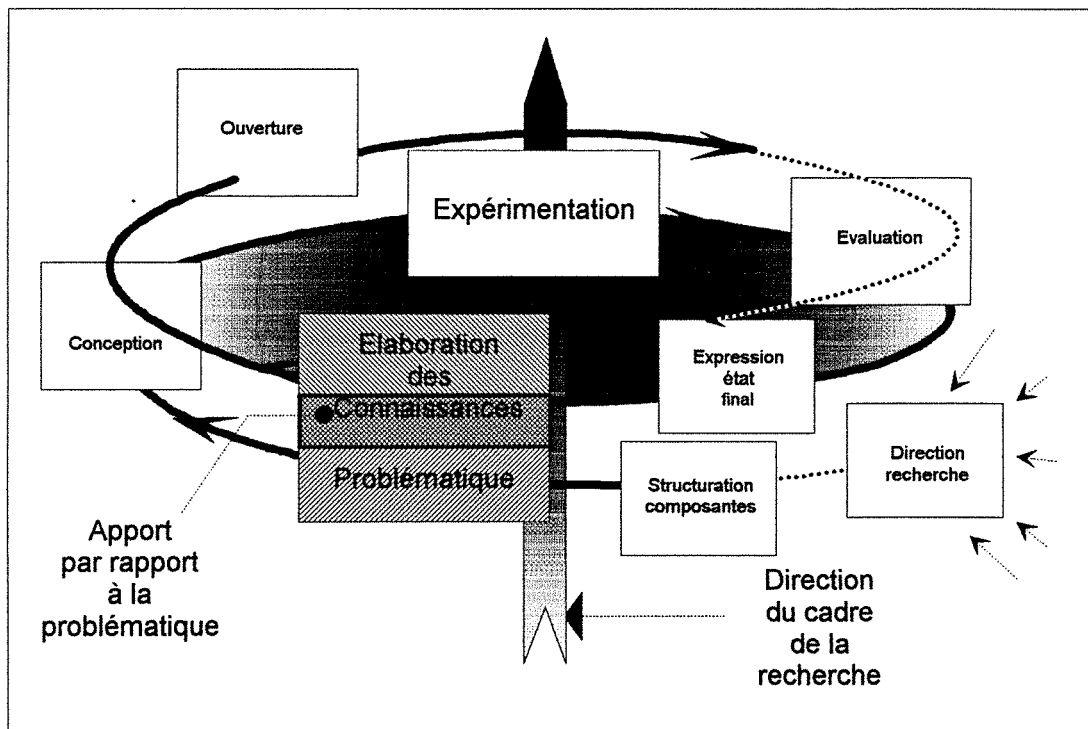 Ouverture
Expérimentation
Evaluation
Conception
Elaboration
des
Connaissances
Problématique
Expression
état
final
Direction
recherche
Structuration
composantes
Apport
par rapport
à la
problématique
Direction
du cadre
de la
recherche